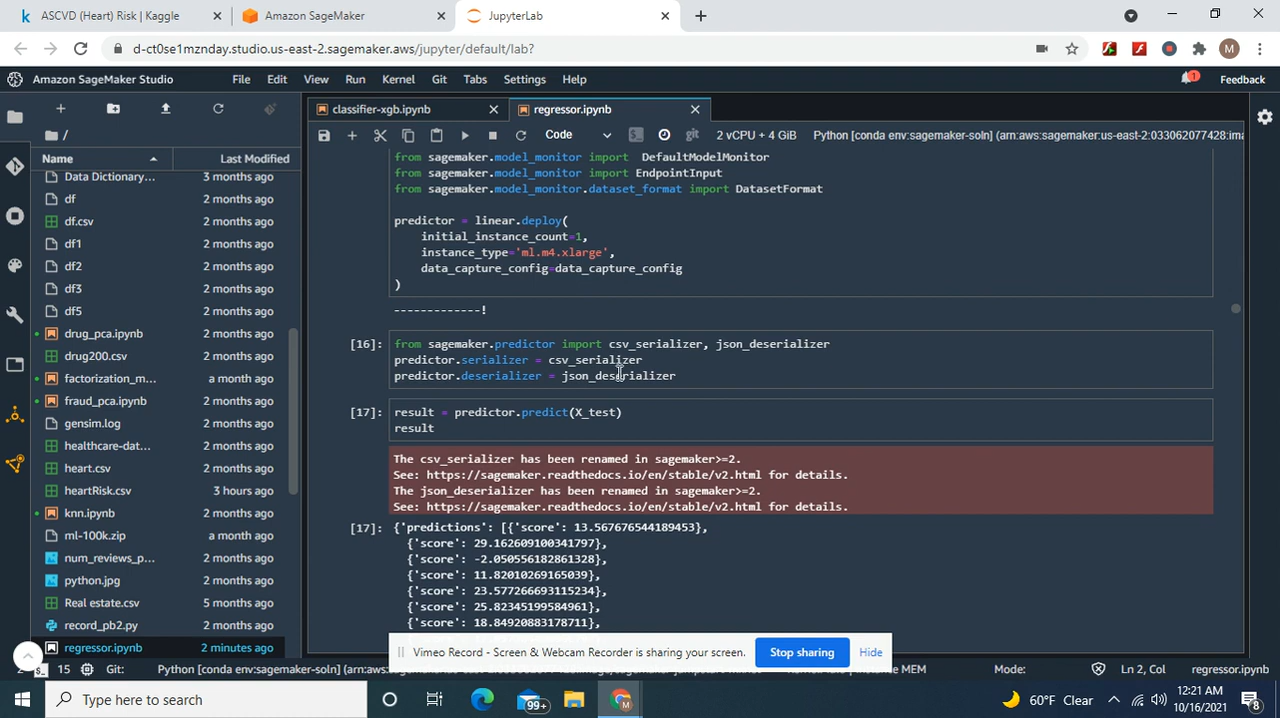 ASCVD (Heart) Risk | Kaggle
Amazon SageMaker
JupyterLab
d-ct0se1mznday.studio.us-east-2.sagemaker.aws/jupyter/default/lab?
Amazon SageMaker Studio
File Edit View Run Kernel Git Tabs Settings Help
1
Feedback
classifier-xgb.ipynb
regressor.ipynb
Code
git
2 vCPU + 4 GiB
Python [conda env:sagemaker-soln] (arn:aws:sagemaker:us-east-2:033062077428:ima
/
Name Last Modified
Data Dictionary... 3 months ago
df 2 months ago
df.csv 2 months ago
df1 2 months ago
df2 2 months ago
df3 2 months ago
df5 2 months ago
drug_pca.ipynb 2 months ago
drug200.csv 2 months ago
factorization_m... 2 months ago
fraud_pca.ipynb 2 months ago
gensim.log 2 months ago
healthcare-dat... 2 months ago
heart.csv 2 months ago
heartRisk.csv 3 hours ago
knn.ipynb 2 months ago
ml-100k.zip a month ago
num_reviews_p... 2 months ago
python.jpg 2 months ago
Real estate.csv 5 months ago
record_pb2.py 2 months ago
regressor.ipynb 2 minutes ago
from sagemaker.model_monitor import DefaultModelMonitor
from sagemaker.model_monitor import EndpointInput
from sagemaker.model_monitor.dataset_format import DatasetFormat
predictor = linear.deploy(
initial_instance_count=1,
instance_type='ml.m4.xlarge',
data_capture_config=data_capture_config
)
-------------!
[16]: from sagemaker.predictor import csv_serializer, json_deserializer
predictor.serializer = csv_serializer
predictor.deserializer = json_deserializer
[17]: result = predictor.predict(X_test)
result
The csv_serializer has been renamed in sagemaker>=2.
See: https://sagemaker.readthedocs.io/en/stable/v2.html for details.
The json_deserializer has been renamed in sagemaker>=2.
See: https://sagemaker.readthedocs.io/en/stable/v2.html for details.
[17]: {'predictions': [{'score': 13.567676544189453},
{'score': 29.162609100341797},
{'score': -2.050556182861328},
{'score': 11.82010269165039},
{'score': 23.577266693115234},
{'score': 25.82345199584961},
{'score': 18.84920883178711},
Vimeo Record - Screen & Webcam Recorder is sharing your screen.
Stop sharing
Hide
15
Git:
Mode:
Ln 2, Col
regressor.ipynb
Type here to search
99+
M
60°F Clear
12:21 AM
10/16/2021
8